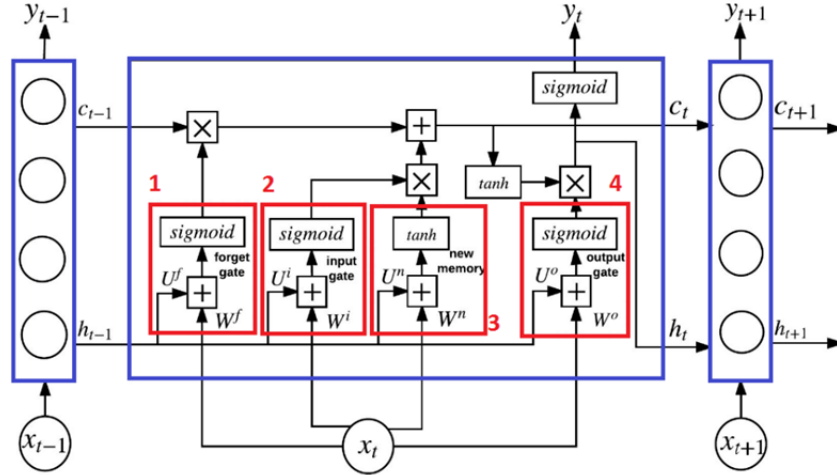 y_{t-1}
y_t
y_{t+1}
sigmoid
c_{t-1}
c_t
c_{t+1}
×
+
×
tanh
×
1
2
4
sigmoid
sigmoid
tanh
sigmoid
forget
gate
input
gate
new
memory
output
gate
U^f
U^i
U^n
U^o
+
+
+
+
W^f
W^i
W^n
3
W^o
h_{t-1}
h_t
h_{t+1}
x_{t-1}
x_t
x_{t+1}